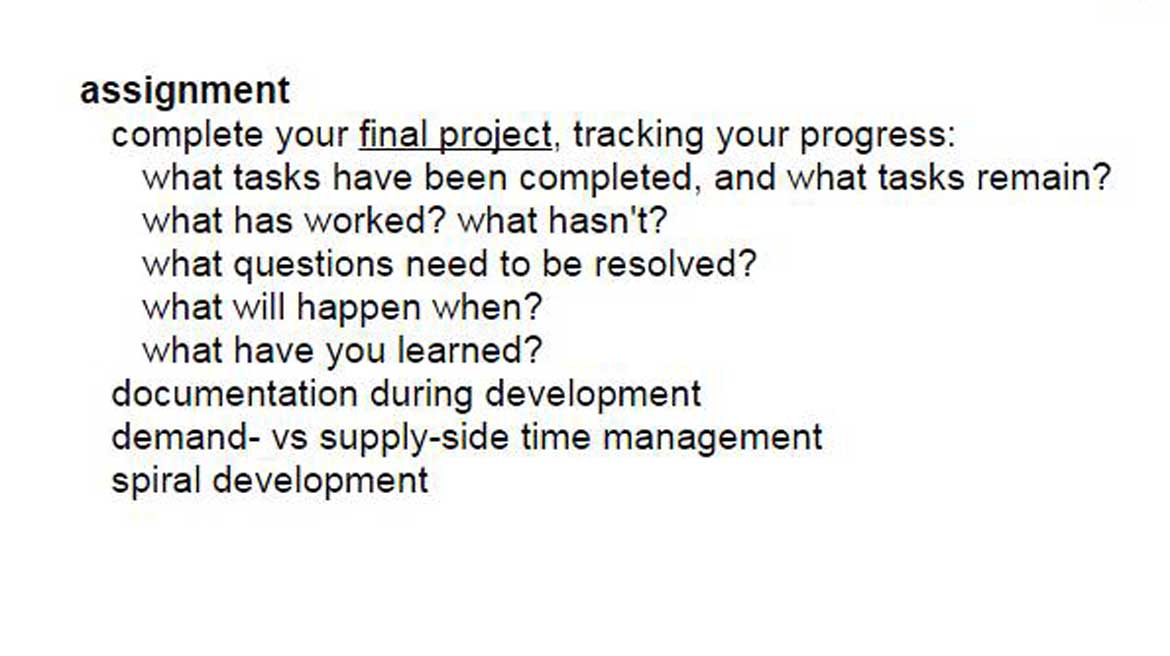 assignment
complete your final project, tracking your progress:
what tasks have been completed, and what tasks remain?
what has worked? what hasn't?
what questions need to be resolved?
what will happen when?
what have you learned?
documentation during development
demand- vs supply-side time management
spiral development